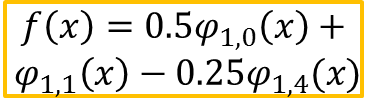 f(x) = 0.5φ₁,₀(x) +
φ₁,₁(x) − 0.25φ₁,₄(x)